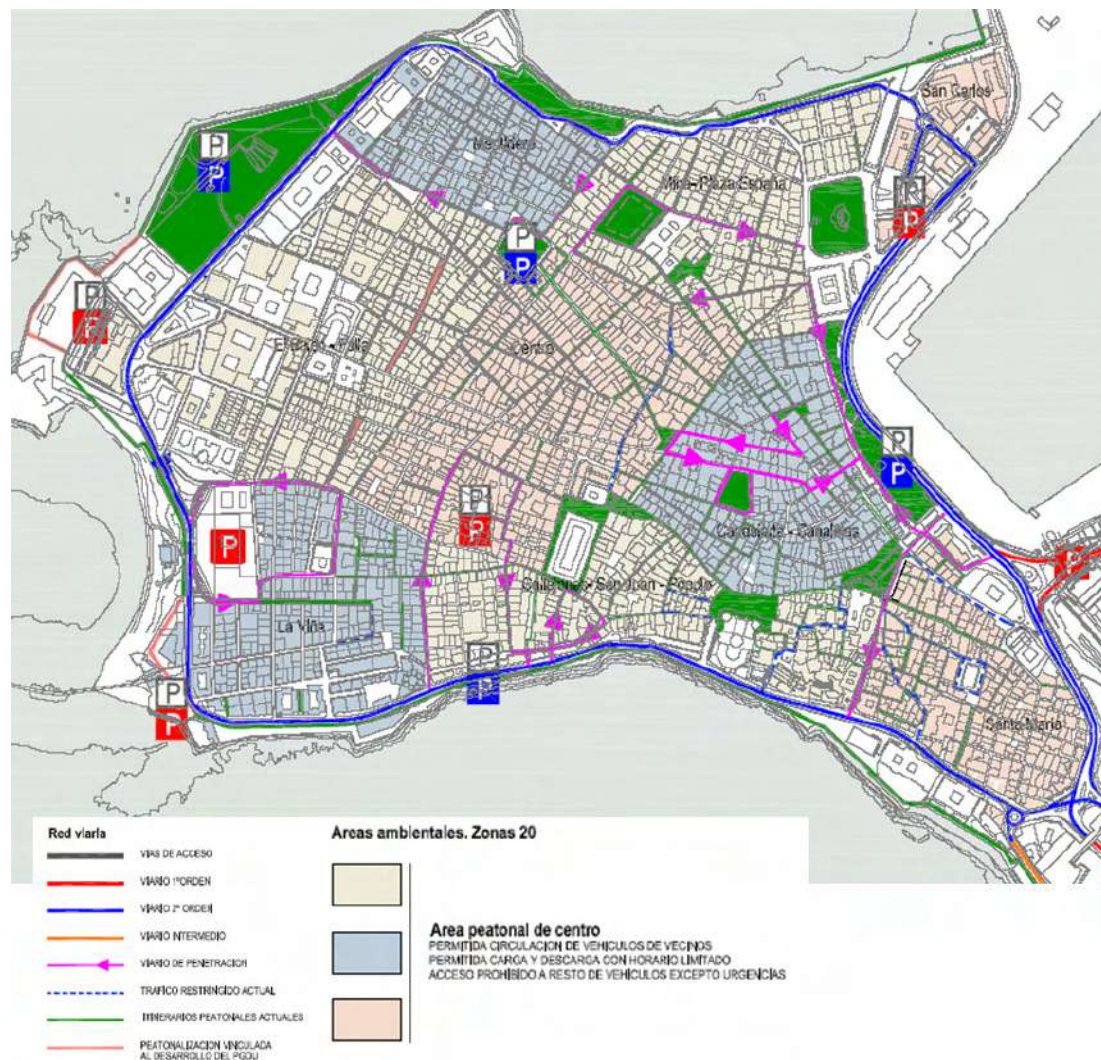 San Carlos
P
P
Mentidero
Mina-Plaza España
P
P
P
P
P
P
Centro
P
P
P
P
P
P
P
La Viña
P
P
Santa María
P
P
Red viaria
VIAS DE ACCESO
VIARIO 1º ORDEN
VIARIO 2º ORDEN
VIARIO INTERMEDIO
VIARIO DE PENETRACION
TRAFICO RESTRINGIDO ACTUAL
ITINERARIOS PEATONALES ACTUALES
PEATONALIZACION VINCULADA
AL DESARROLLO DEL PGOU
Areas ambientales. Zonas 20
Area peatonal de centro
PERMITIDA CIRCULACION DE VEHICULOS DE VECINOS
PERMITIDA CARGA Y DESCARGA CON HORARIO LIMITADO
ACCESO PROHIBIDO A RESTO DE VEHICULOS EXCEPTO URGENCIAS